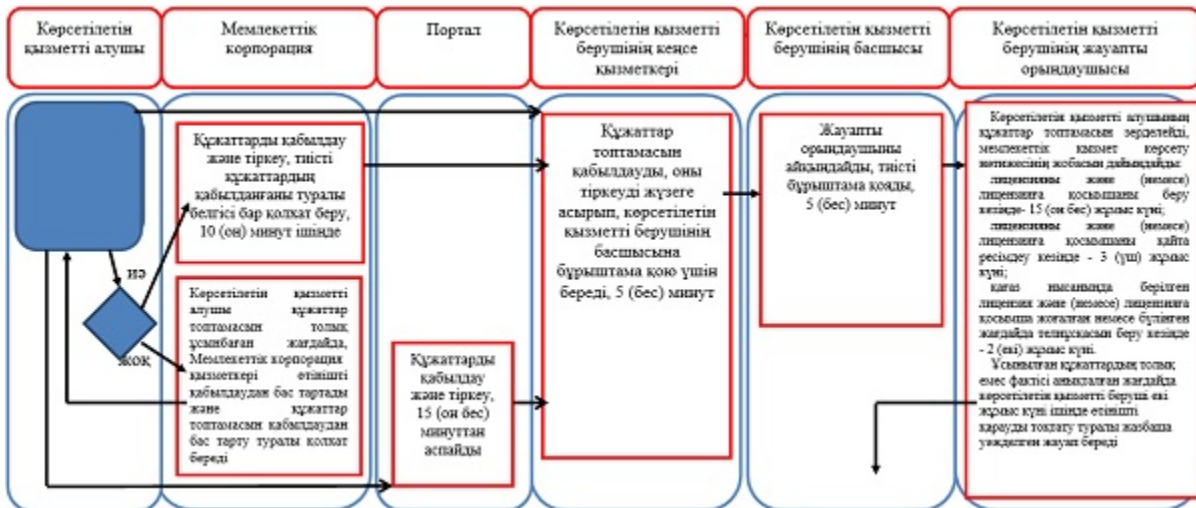 Көрсетілетін
қызметті алушы
Мемлекеттік
корпорация
Портал
Көрсетілетін қызметті
берушінің кеңсе
қызметкері
Көрсетілетін қызметті
берушінің басшысы
Көрсетілетін қызметті
берушінің жауапты
орындаушысы
Құжаттарды қабылдау
және тіркеу, тиісті
құжаттардың
қабылданғаны туралы
белгісі бар қолхат беру,
10 (он) минут ішінде
ия
жоқ
Көрсетілетін қызметті
алушы құжаттар
топтамасын толық
ұсынбаған жағдайда,
Мемлекеттік корпорация
қызметкері өтінішті
қабылдаудан бас тартады
және құжаттар
топтамасын қабылдаудан
бас тарту туралы қолхат
береді
Құжаттарды
қабылдау
және тіркеу,
15 (он бес)
минуттан
аспайды
Құжаттар
топтамасын
қабылдауды, оны
тіркеуді жүзеге
асырып, көрсетілетін
қызметті берушінің
басшысына
бұрыштама қою үшін
береді, 5 (бес) минут
Жауапты
орындаушыны
айқындайды, тиісті
бұрыштама қояды,
5 (бес) минут
Көрсетілетін қызметті алушының
құжаттар топтамасын зерделейді,
мемлекеттік қызмет көрсету
нәтижесінің жобасын дайындайды:
лицензияны және (немесе)
лицензияға қосымшаны беру
кезінде- 15 (он бес) жұмыс күні;
лицензияны және (немесе)
лицензияға қосымшаны қайта
ресімдеу кезінде - 3 (үш) жұмыс
күні;
қағаз нысанында берілген
лицензия және (немесе) лицензияға
қосымша жоғалған немесе бүлінген
жағдайда телнұсқасын беру кезінде
- 2 (екі) жұмыс күні.
Ұсынылған құжаттардың толық
емес фактісі анықталған жағдайда
көрсетілетін қызметті беруші екі
жұмыс күні ішінде өтінішті
қарауды тоқтату туралы жазбаша
уәжделген жауап береді